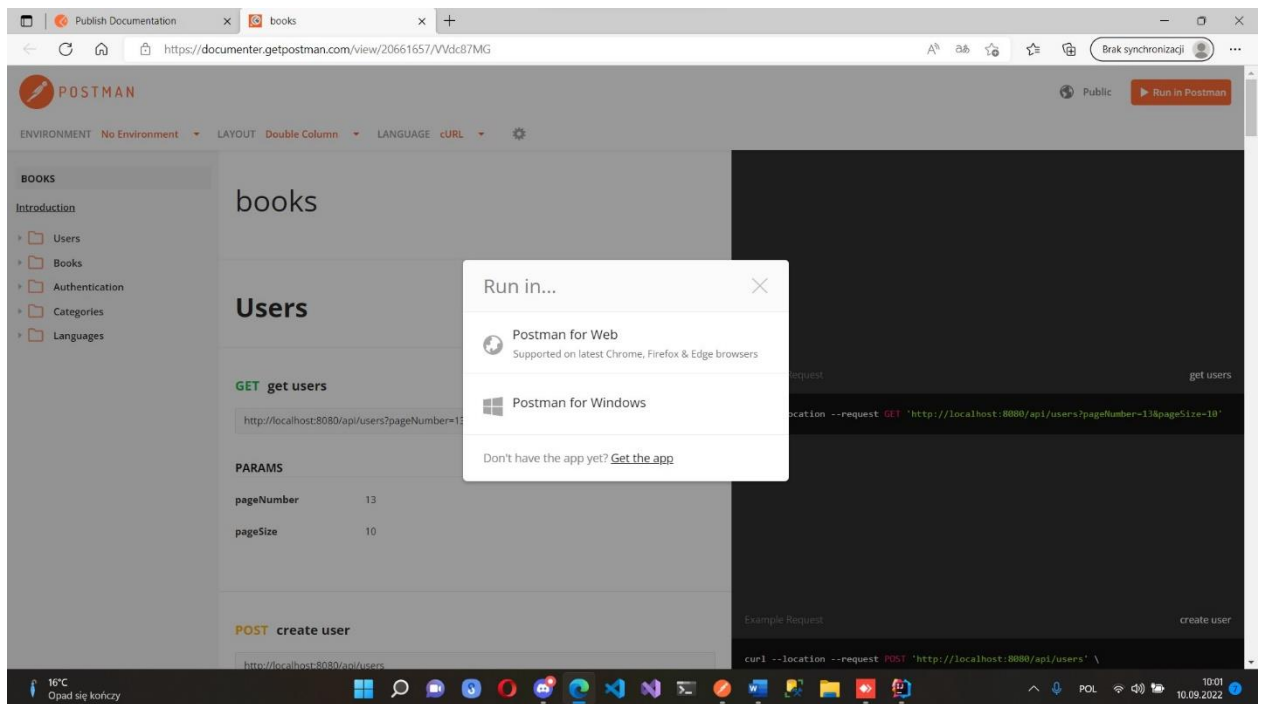 Publish Documentation
books
https://documenter.getpostman.com/view/20661657/VVdc87MG
Brak synchronizacji
POSTMAN
Public
Run in Postman
ENVIRONMENT No Environment LAYOUT Double Column LANGUAGE cURL
BOOKS
Introduction
Users
Books
Authentication
Categories
Languages
books
Users
GET get users
http://localhost:8080/api/users?pageNumber=13
PARAMS
pageNumber 13
pageSize 10
POST create user
http://localhost:8080/api/users
Run in...
Postman for Web
Supported on latest Chrome, Firefox & Edge browsers
Postman for Windows
Don't have the app yet? Get the app
Request
get users
location --request GET 'http://localhost:8080/api/users?pageNumber=13&pageSize=10'
Example Request
create user
curl --location --request POST 'http://localhost:8080/api/users' \
16°C
Opad się kończy
POL
10:01
10.09.2022